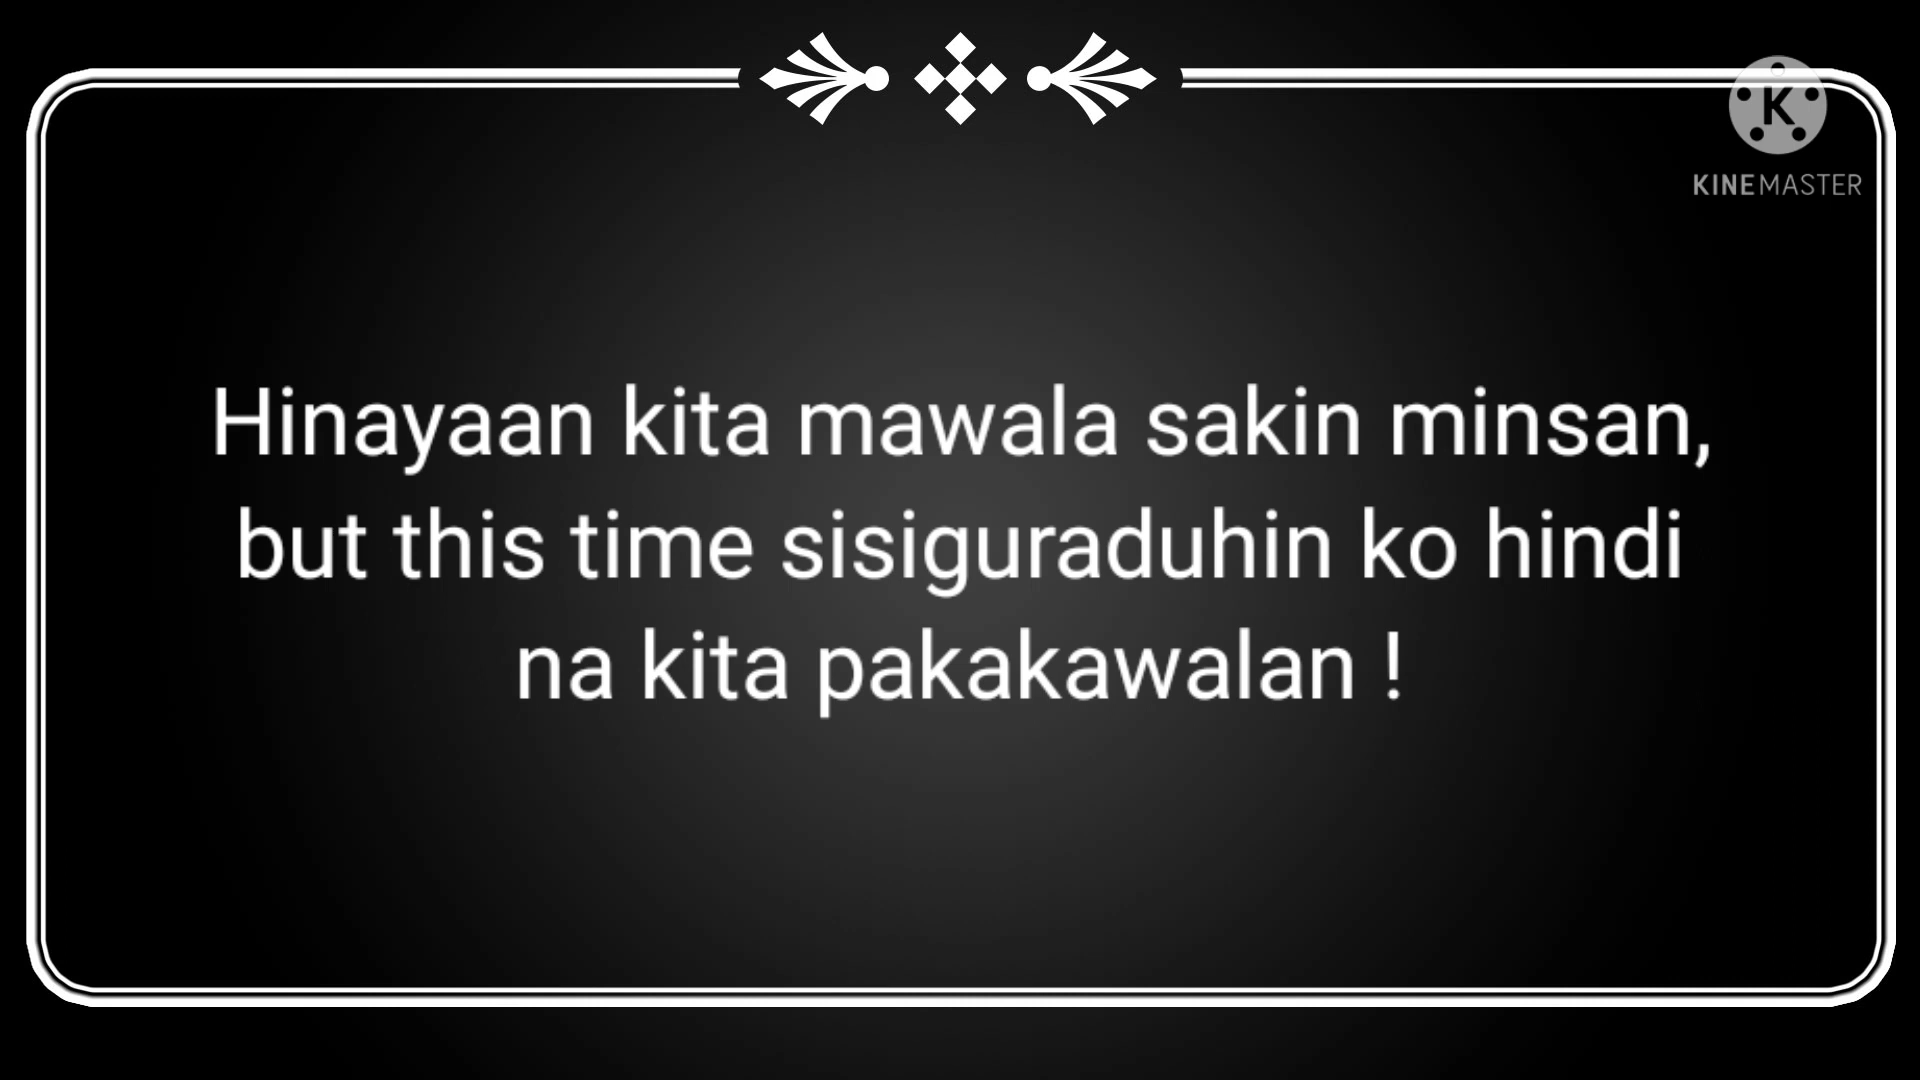 KINEMASTER
Hinayaan kita mawala sakin minsan,
but this time sisiguraduhin ko hindi
na kita pakakawalan !